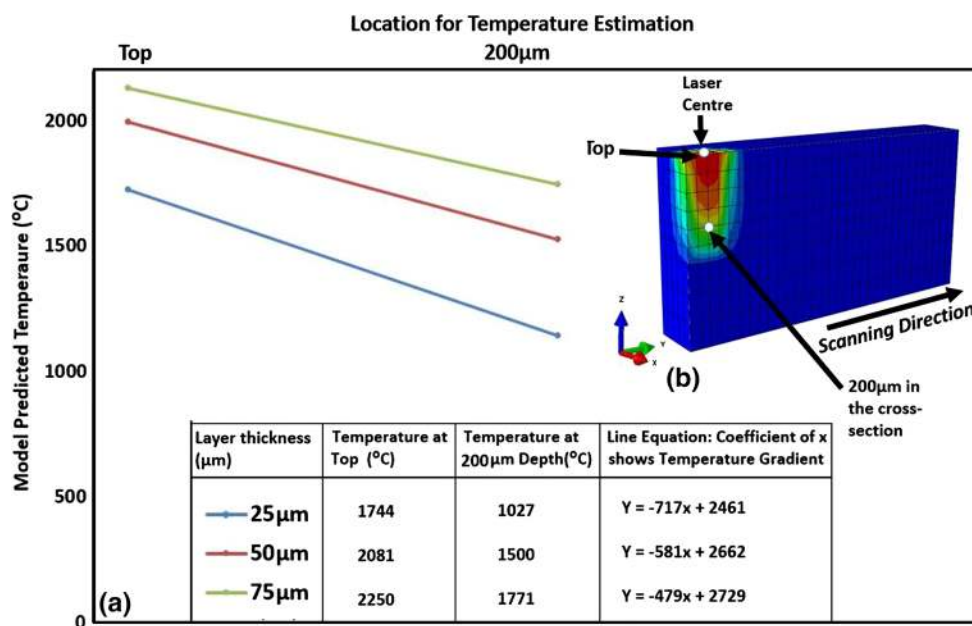 Location for Temperature Estimation
Top
200µm
Model Predicted Temperaure (°C)
2000
1500
1000
500
0
(a)
Laser
Centre
Top
Scanning Direction
(b)
Z
Y
X
200µm in
the cross-
section
Layer thickness
(µm)
Temperature at
Top (°C)
Temperature at
200µm Depth(°C)
Line Equation: Coefficient of x
shows Temperature Gradient
25µm 1744 1027 Y = -717x + 2461
50µm 2081 1500 Y = -581x + 2662
75µm 2250 1771 Y = -479x + 2729